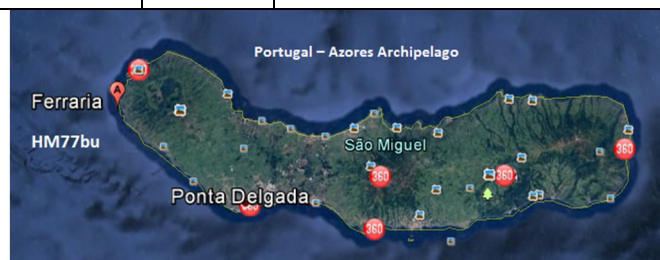 Portugal – Azores Archipelago
A
Ferraria
HM77bu
São Miguel
360
360
360
Ponta Delgada
360